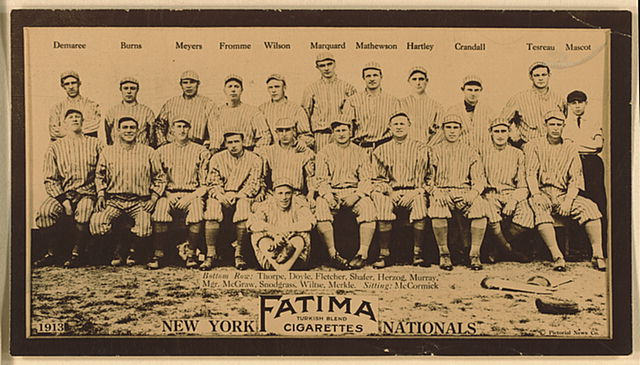 Demaree Burns Meyers Fromme Wilson Marquard Mathewson Hartley Crandall Tesreau Mascot
Bottom Row: Thorpe, Doyle, Fletcher, Shafer, Herzog, Murray,
Mgr. McGraw, Snodgrass, Wiltse, Merkle. Sitting: McCormick
1913
NEW YORK FATIMA NATIONALS
TURKISH BLEND
CIGARETTES
© Pictorial News Co.